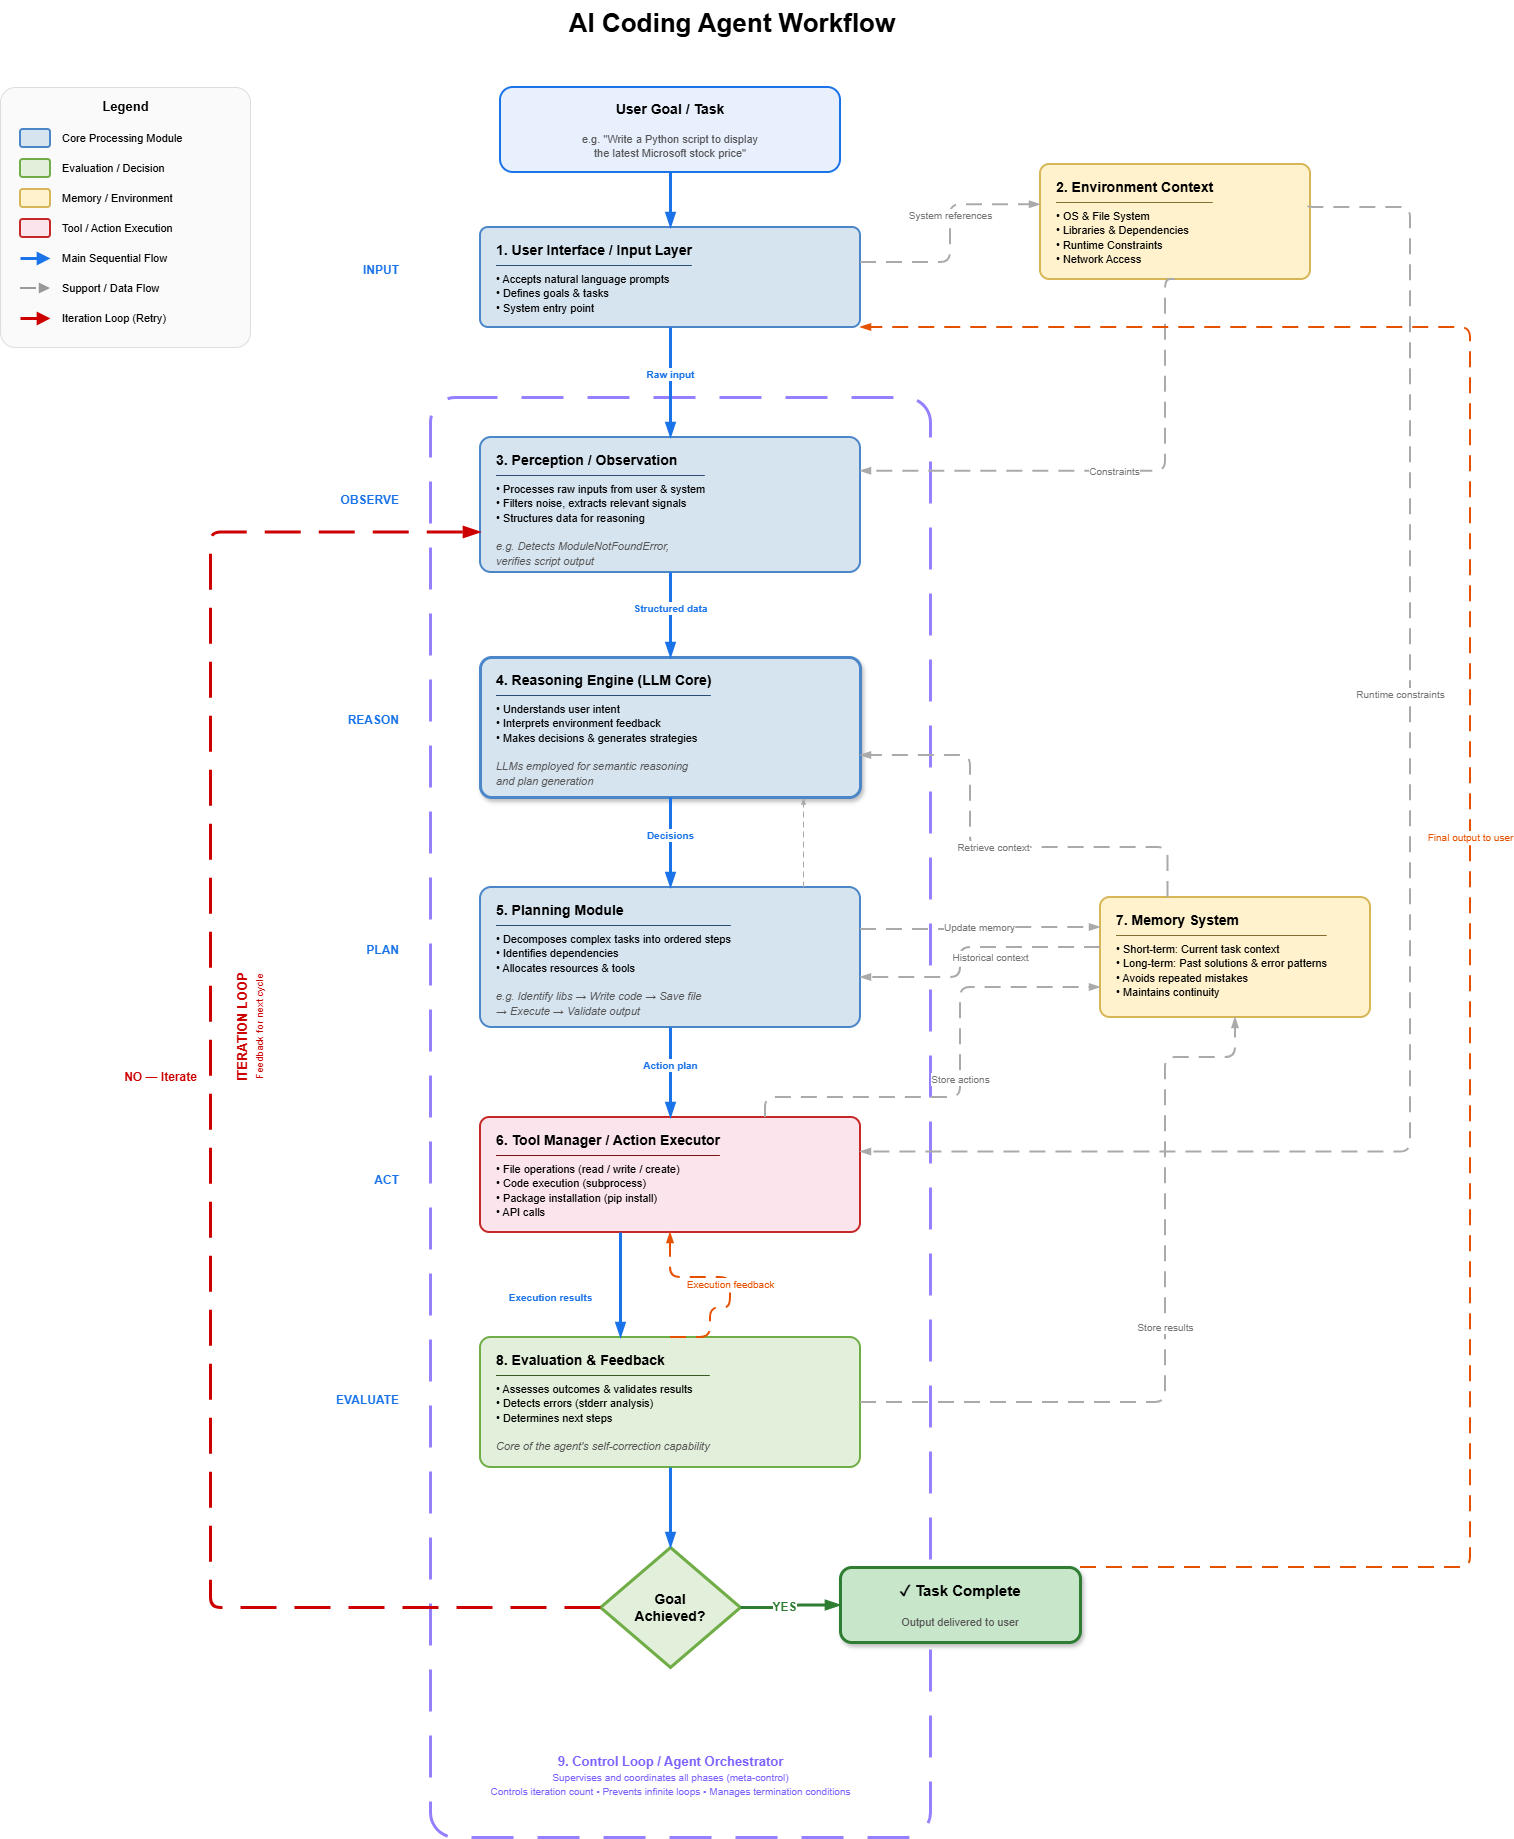 AI Coding Agent Workflow
Legend
Core Processing Module
Evaluation / Decision
Memory / Environment
Tool / Action Execution
Main Sequential Flow
Support / Data Flow
Iteration Loop (Retry)
User Goal / Task
e.g. "Write a Python script to display
the latest Microsoft stock price"
INPUT
1. User Interface / Input Layer
• Accepts natural language prompts
• Defines goals & tasks
• System entry point
System references
2. Environment Context
• OS & File System
• Libraries & Dependencies
• Runtime Constraints
• Network Access
Raw input
OBSERVE
3. Perception / Observation
• Processes raw inputs from user & system
• Filters noise, extracts relevant signals
• Structures data for reasoning
e.g. Detects ModuleNotFoundError,
verifies script output
Constraints
Structured data
REASON
4. Reasoning Engine (LLM Core)
• Understands user intent
• Interprets environment feedback
• Makes decisions & generates strategies
LLMs employed for semantic reasoning
and plan generation
Runtime constraints
Decisions
Retrieve context
Final output to user
PLAN
5. Planning Module
• Decomposes complex tasks into ordered steps
• Identifies dependencies
• Allocates resources & tools
e.g. Identify libs → Write code → Save file
→ Execute → Validate output
Update memory
Historical context
7. Memory System
• Short-term: Current task context
• Long-term: Past solutions & error patterns
• Avoids repeated mistakes
• Maintains continuity
NO — Iterate
ITERATION LOOP
Feedback for next cycle
Action plan
Store actions
ACT
6. Tool Manager / Action Executor
• File operations (read / write / create)
• Code execution (subprocess)
• Package installation (pip install)
• API calls
Execution results
Execution feedback
Store results
EVALUATE
8. Evaluation & Feedback
• Assesses outcomes & validates results
• Detects errors (stderr analysis)
• Determines next steps
Core of the agent's self-correction capability
Goal
Achieved?
YES
✓ Task Complete
Output delivered to user
9. Control Loop / Agent Orchestrator
Supervises and coordinates all phases (meta-control)
Controls iteration count • Prevents infinite loops • Manages termination conditions